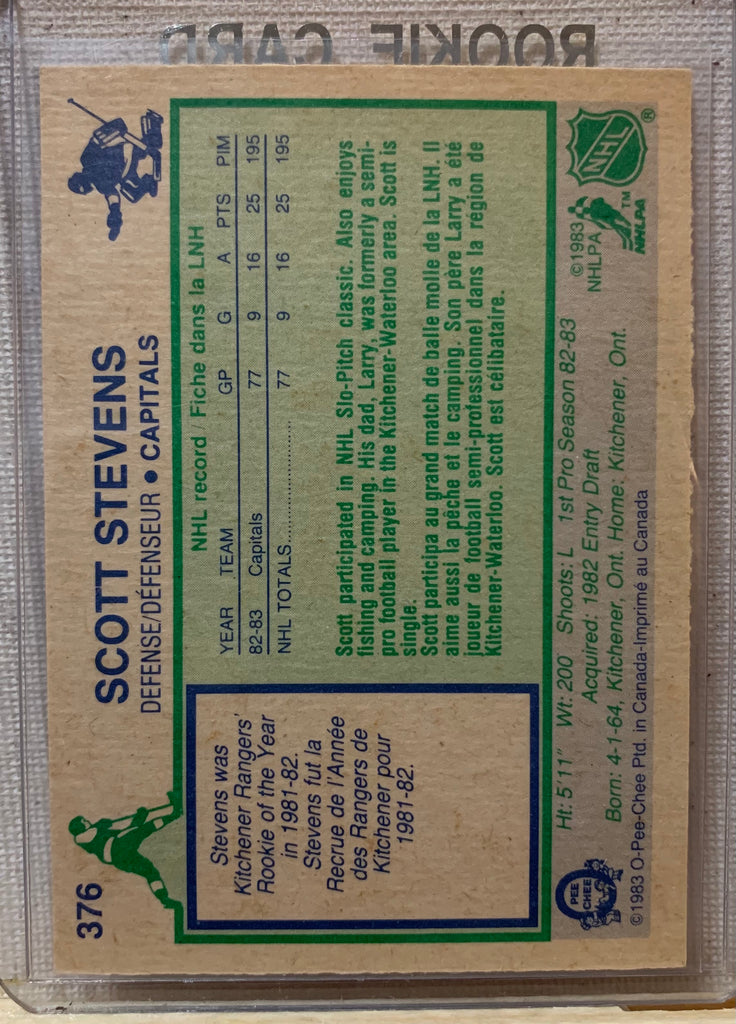 ROOKIE CARD
376
SCOTT STEVENS
DEFENSE/DÉFENSEUR • CAPITALS
Stevens was
Kitchener Rangers'
Rookie of the Year
in 1981-82.
Stevens fut la
Recrue de l'Année
des Rangers de
Kitchener pour
1981-82.
NHL record / Fiche dans la LNH
YEAR TEAM GP G A PTS PIM
82-83 Capitals 77 9 16 25 195
NHL TOTALS.................... 77 9 16 25 195
Scott participated in NHL Slo-Pitch classic. Also enjoys
fishing and camping. His dad, Larry, was formerly a semi-
pro football player in the Kitchener-Waterloo area. Scott is
single.
Scott participa au grand match de balle molle de la LNH. Il
aime aussi la pêche et le camping. Son père Larry a été
joueur de football semi-professionnel dans la région de
Kitchener-Waterloo. Scott est célibataire.
O
PEE
CHEE
Ht: 5'11" Wt: 200 Shoots: L 1st Pro Season 82-83
Acquired: 1982 Entry Draft
Born: 4-1-64, Kitchener, Ont. Home: Kitchener, Ont.
©1983 O-Pee-Chee Ptd. in Canada-Imprimé au Canada
©1983
NHLPA
NHL
®
TM
NHLPA